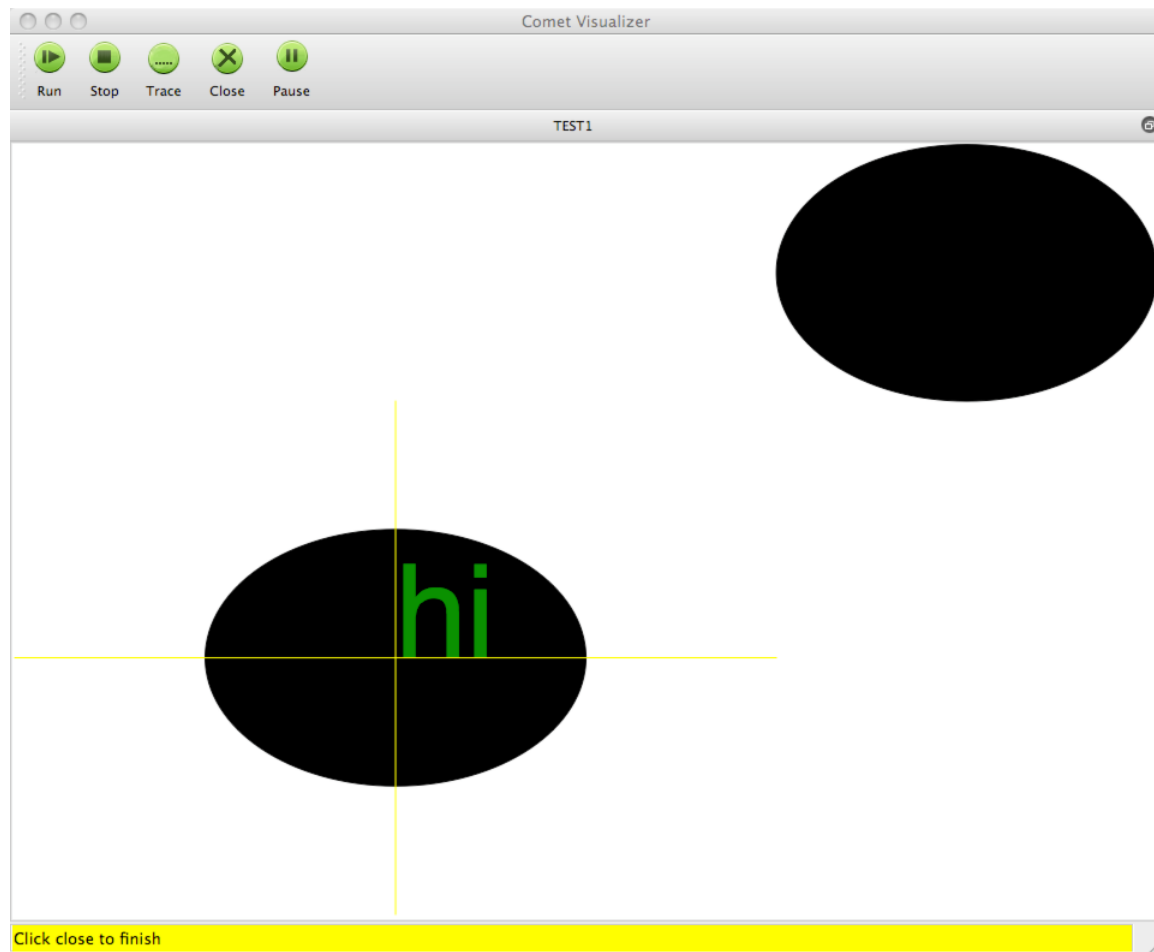 Comet Visualizer
Run Stop Trace Close Pause
TEST1
hi
Click close to finish